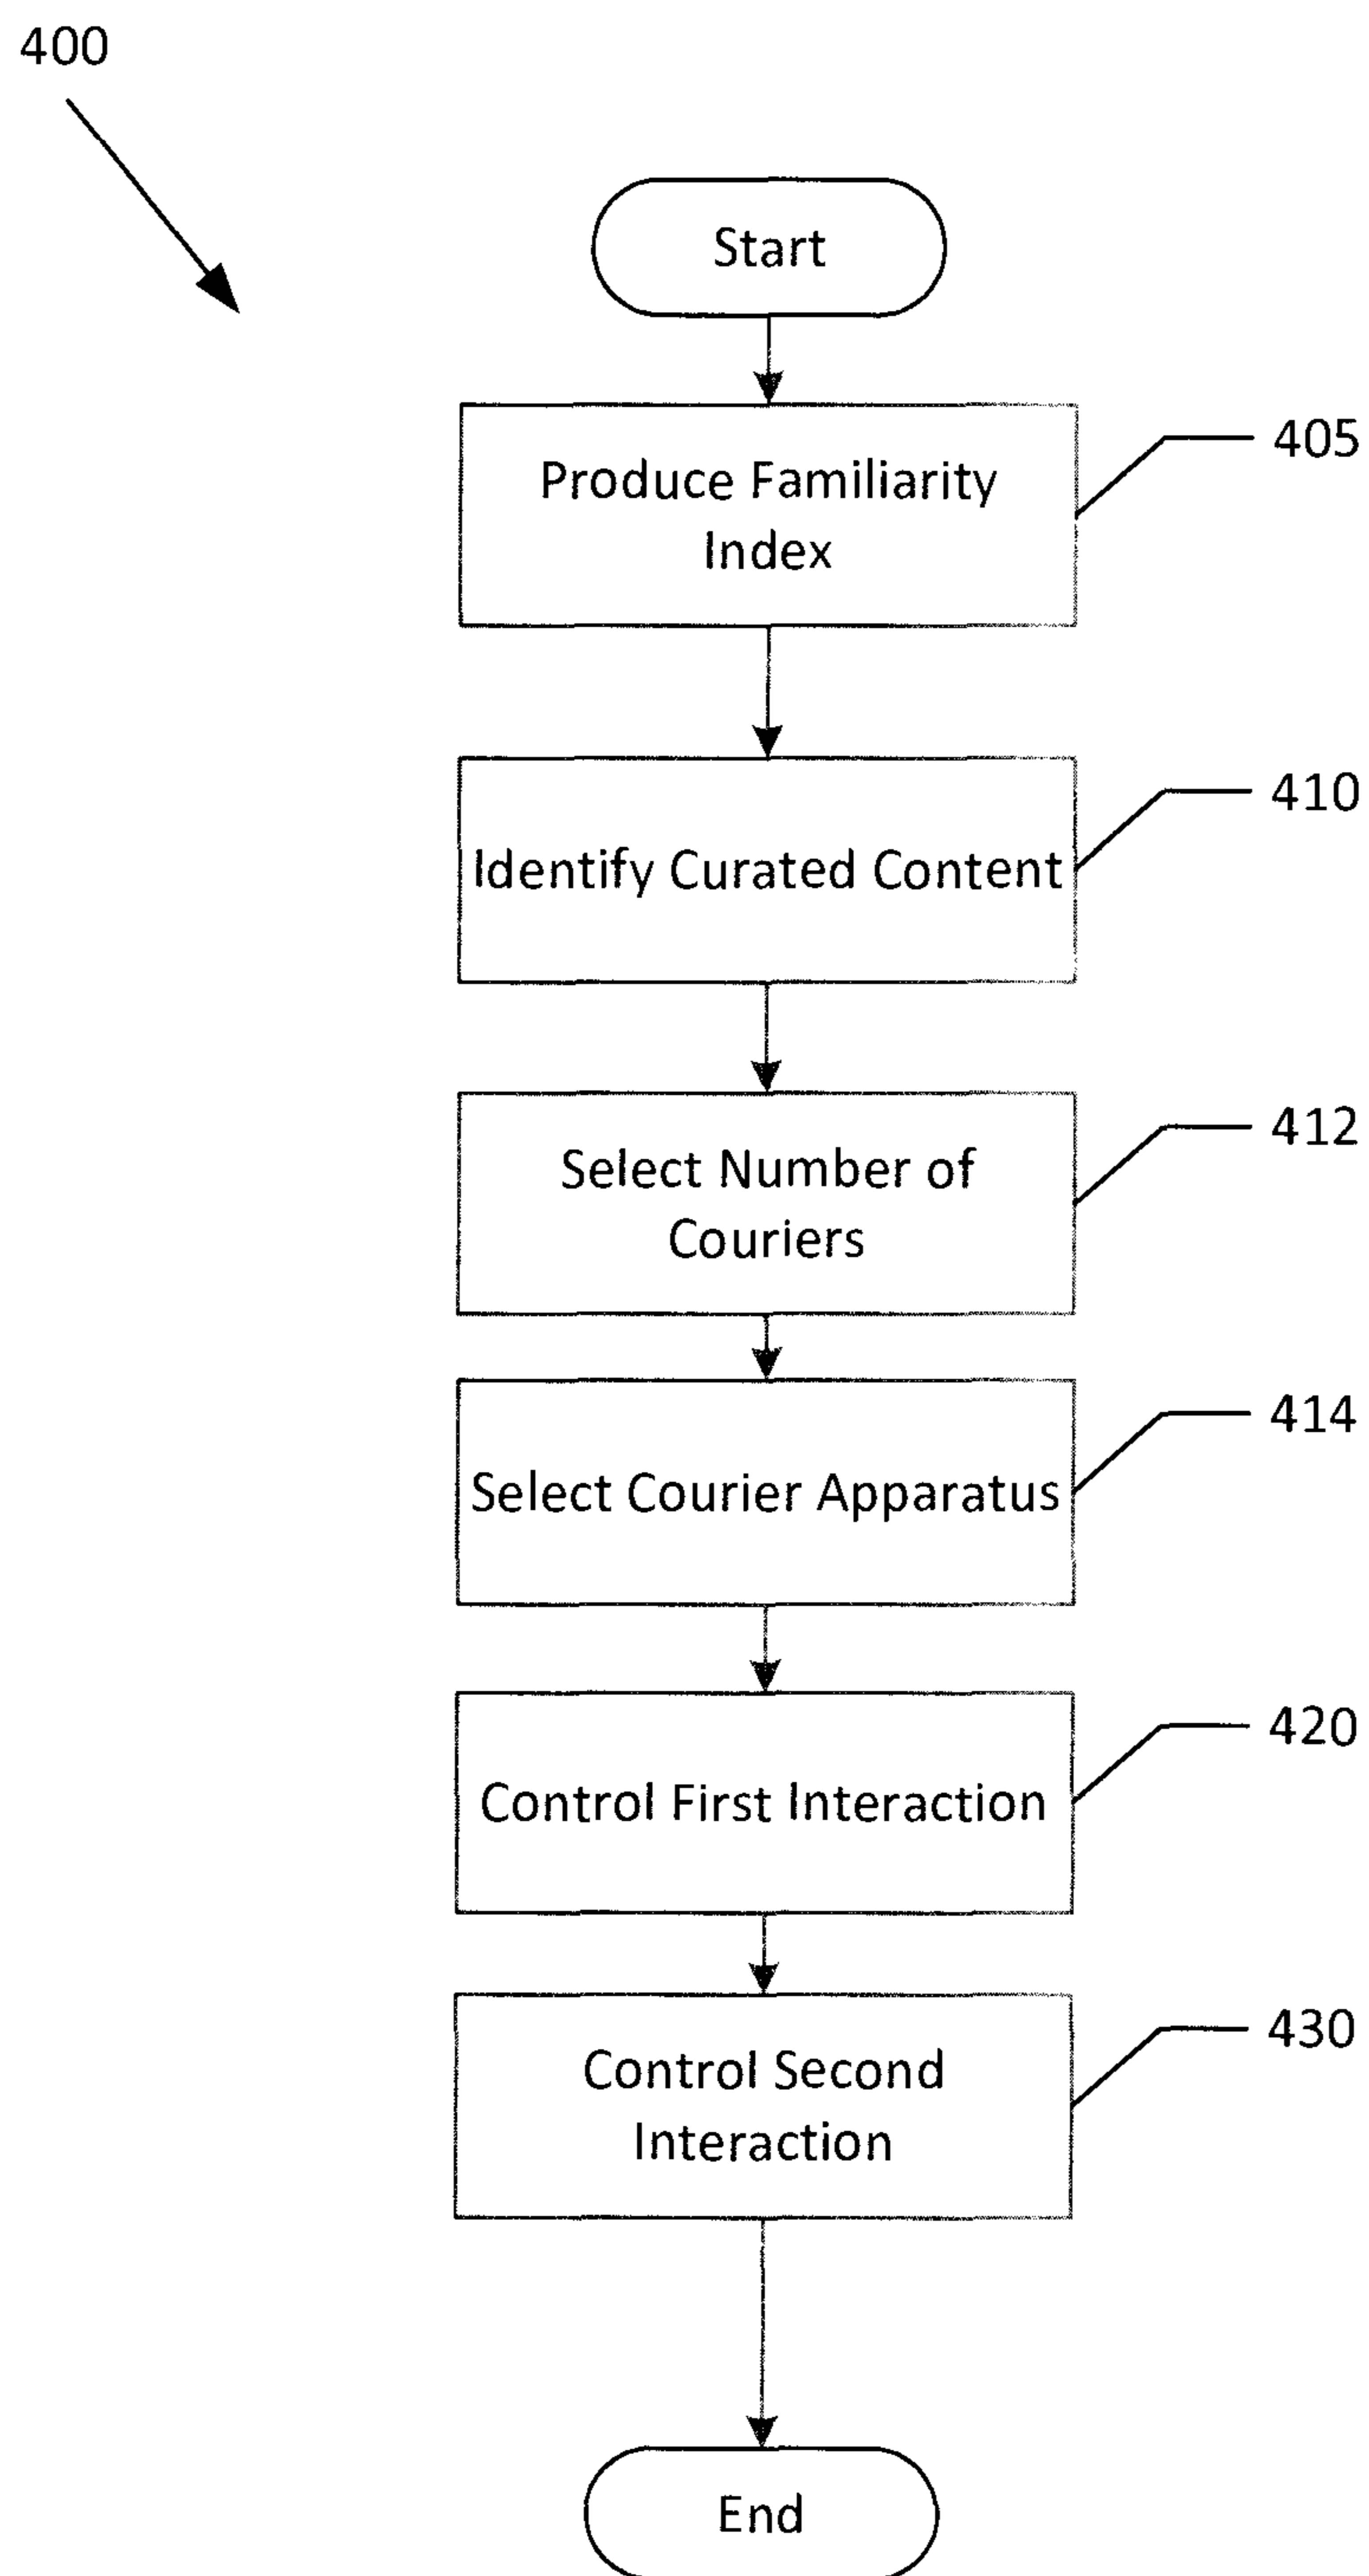 400
Start
Produce Familiarity
Index
405
Identify Curated Content
410
Select Number of
Couriers
412
Select Courier Apparatus
414
Control First Interaction
420
Control Second
Interaction
430
End